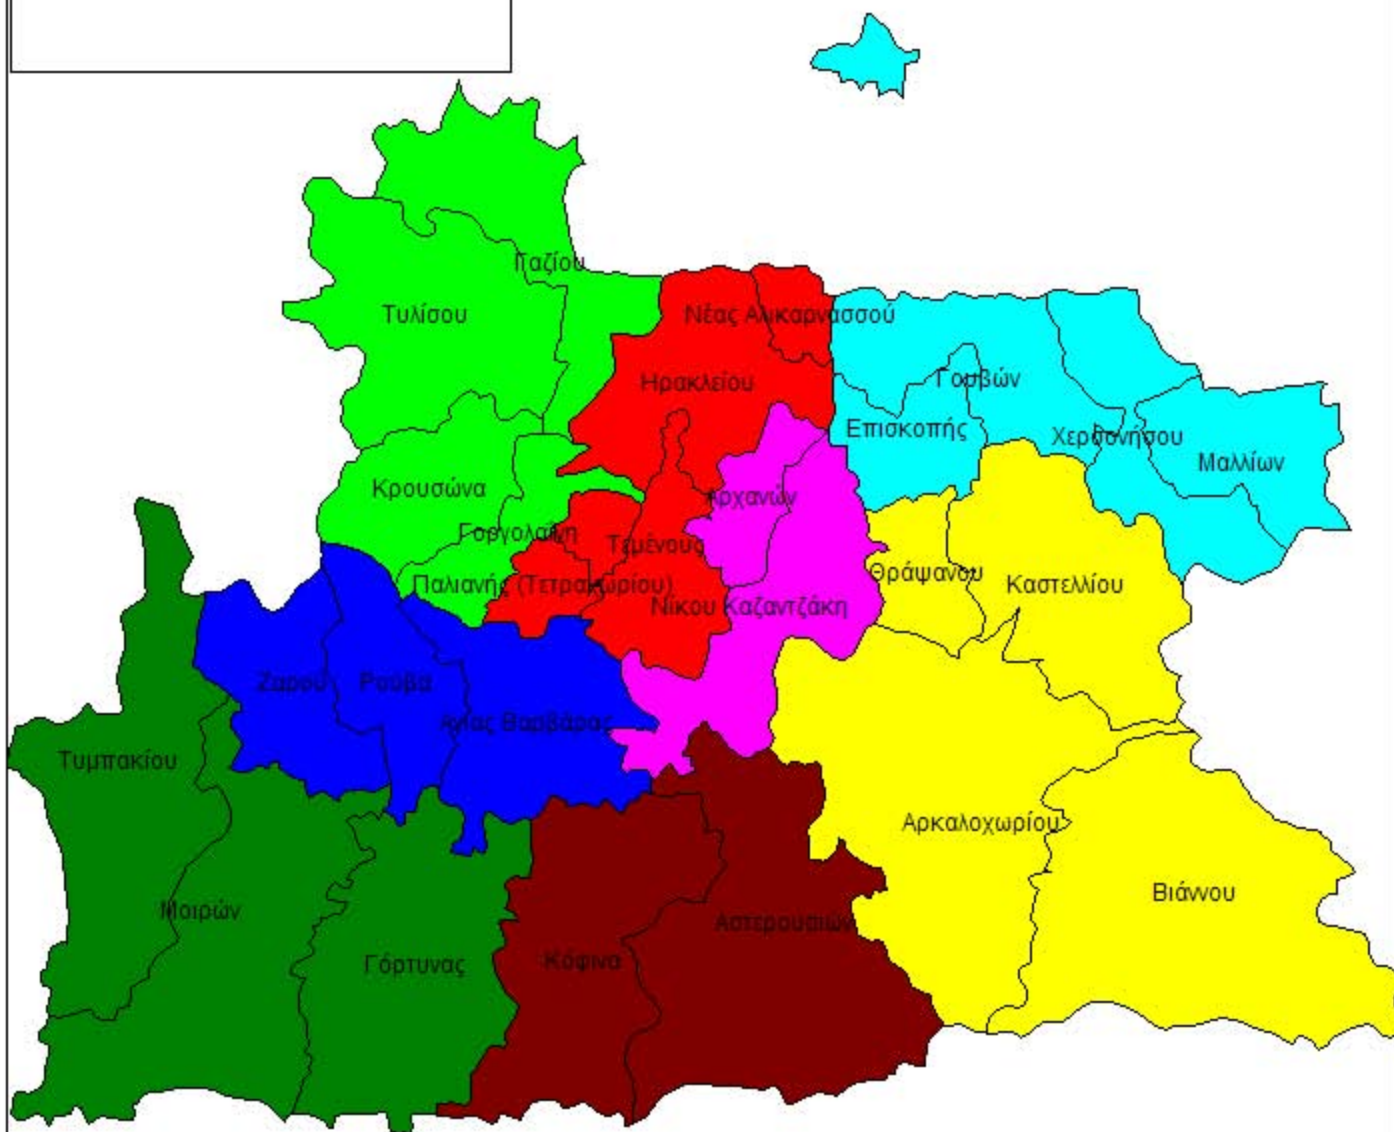 Γαζίου
Τυλίσου
Νέας Αλικαρνασσού
Ηρακλείου
Γουβών
Επισκοπής
Χερσονήσου
Μαλλίων
Κρουσώνα
Αρχανών
Γοργολαΐνη
Τεμένους
Θράψανου
Καστελλίου
Παλιανής (Τετραχωρίου)
Νίκου Καζαντζάκη
Ζαρού
Ρούβα
Αγίας Βαρβάρας
Τυμπακίου
Αρκαλοχωρίου
Βιάννου
Μοιρών
Αστερουσιών
Γόρτυνας
Κόφινα